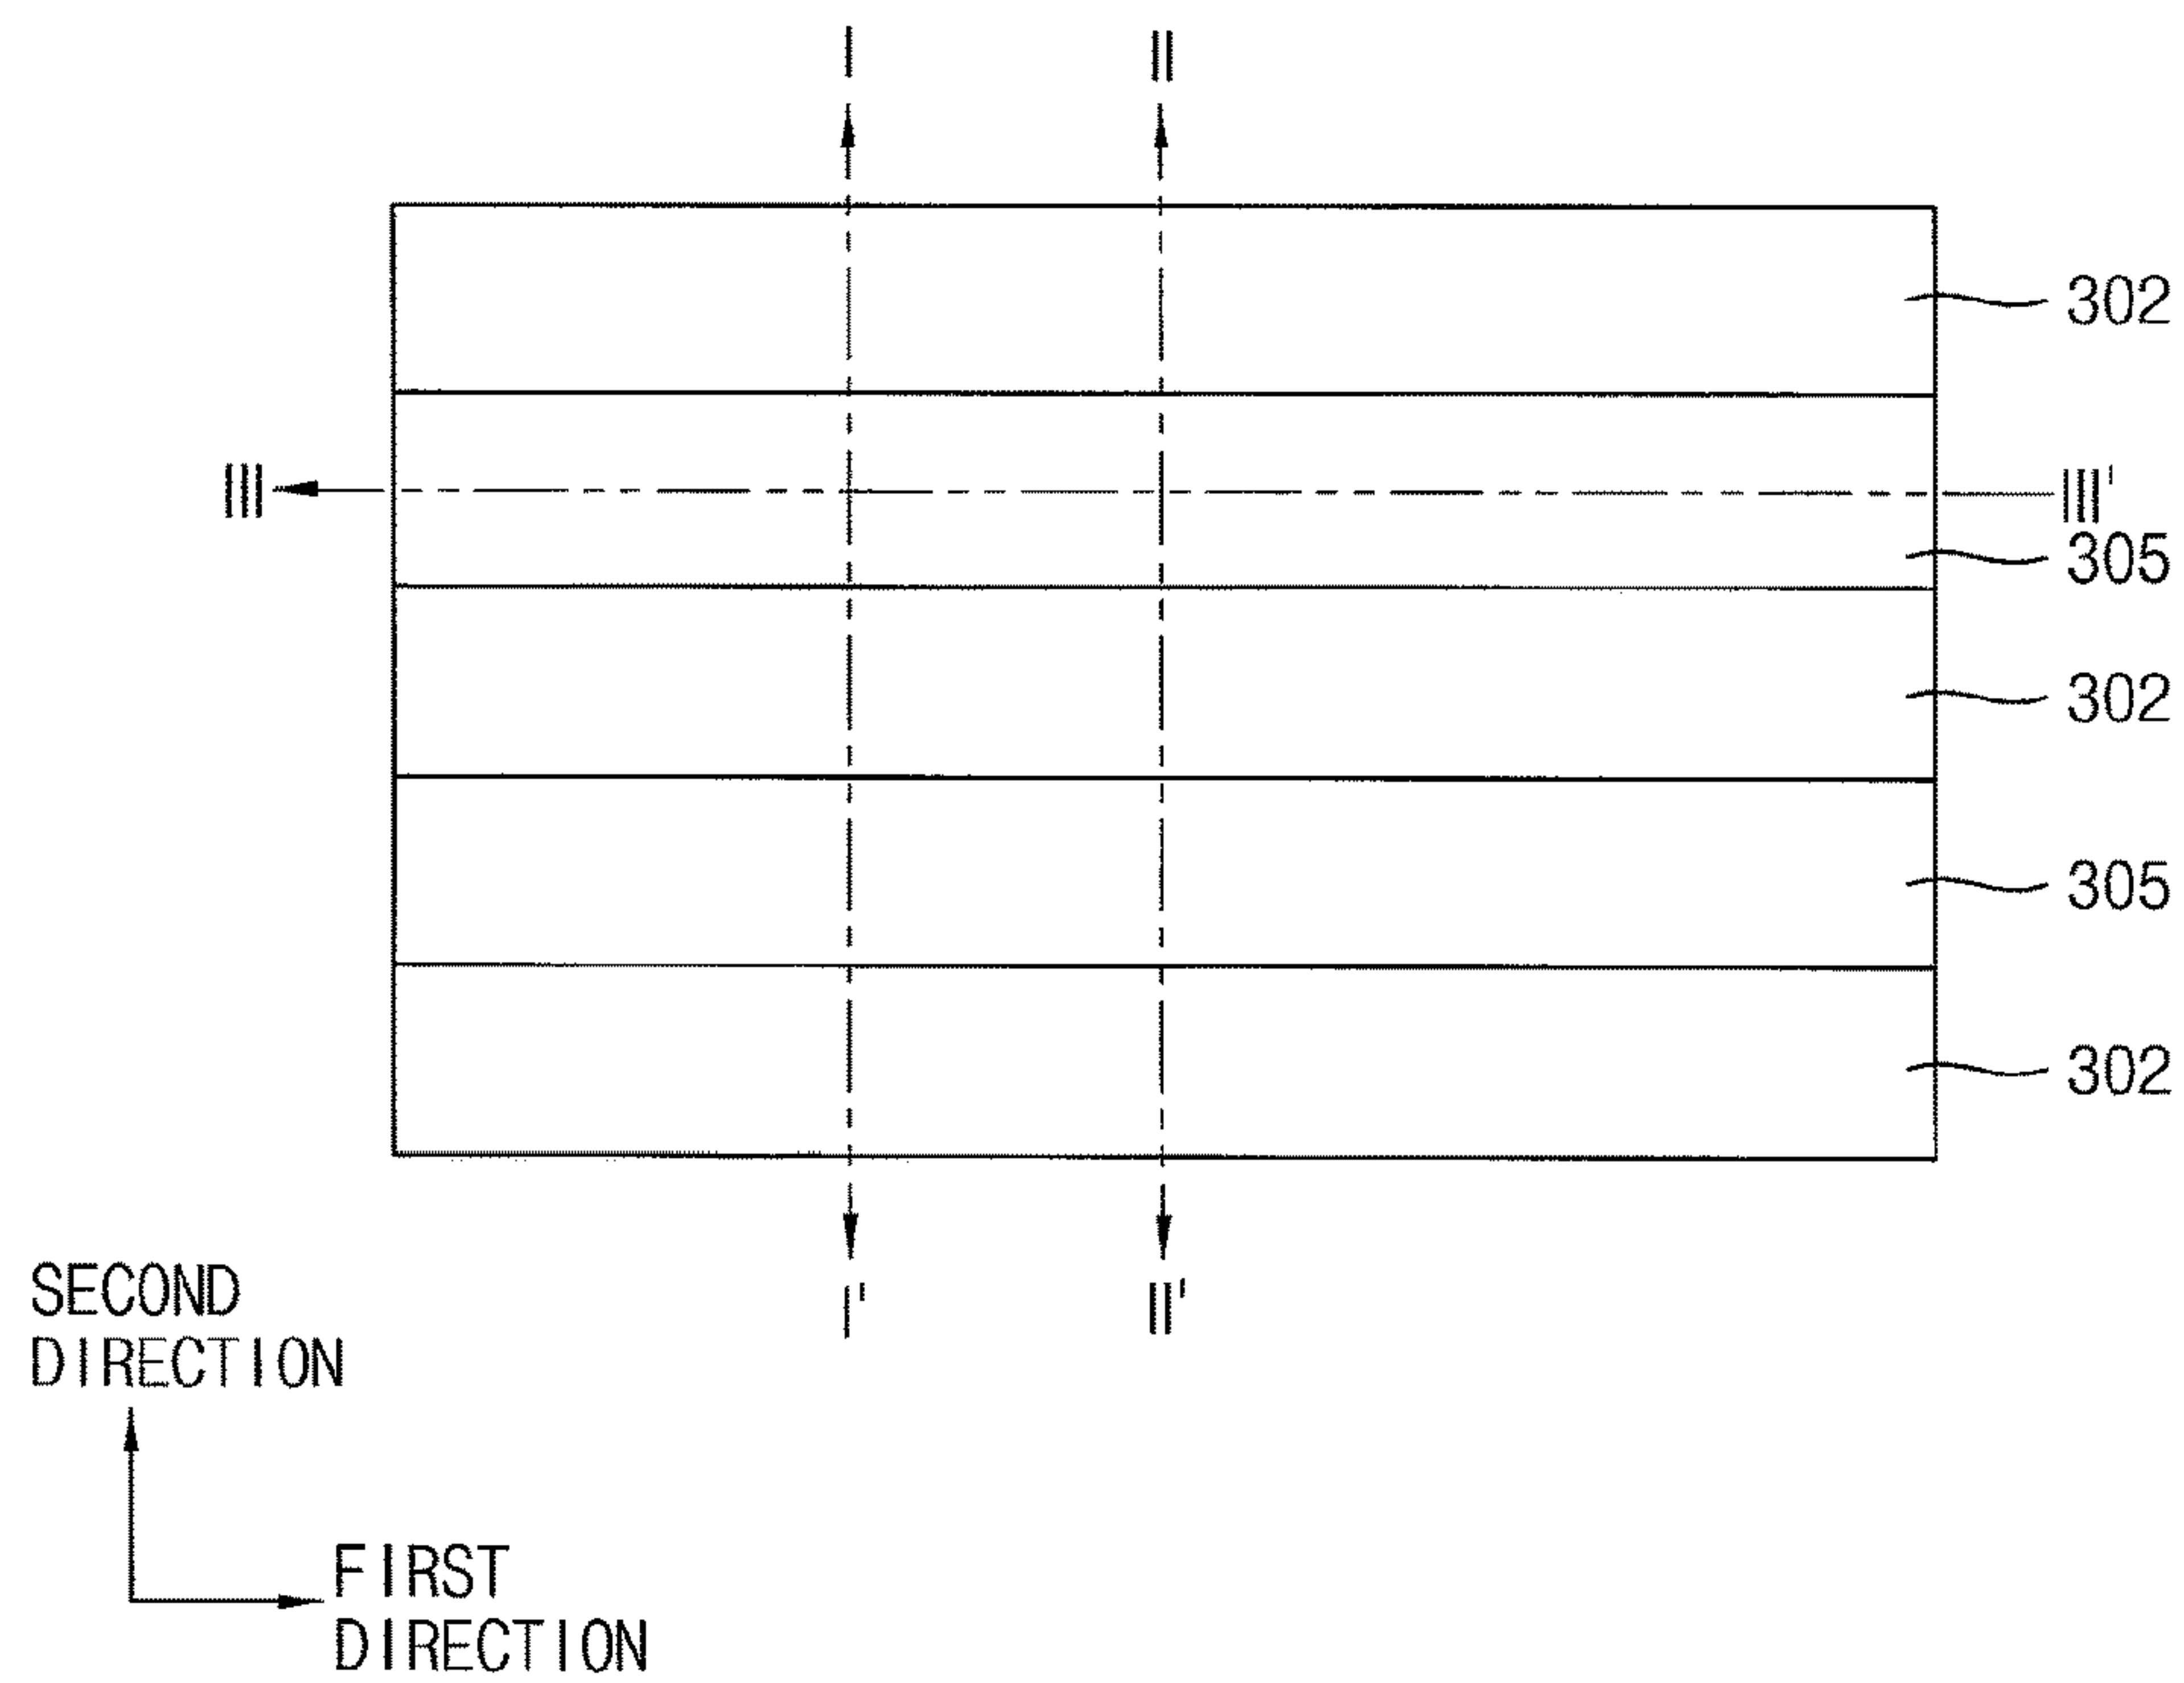 I
II
302
III
III'
305
302
305
302
I'
II'
SECOND
DIRECTION
FIRST
DIRECTION